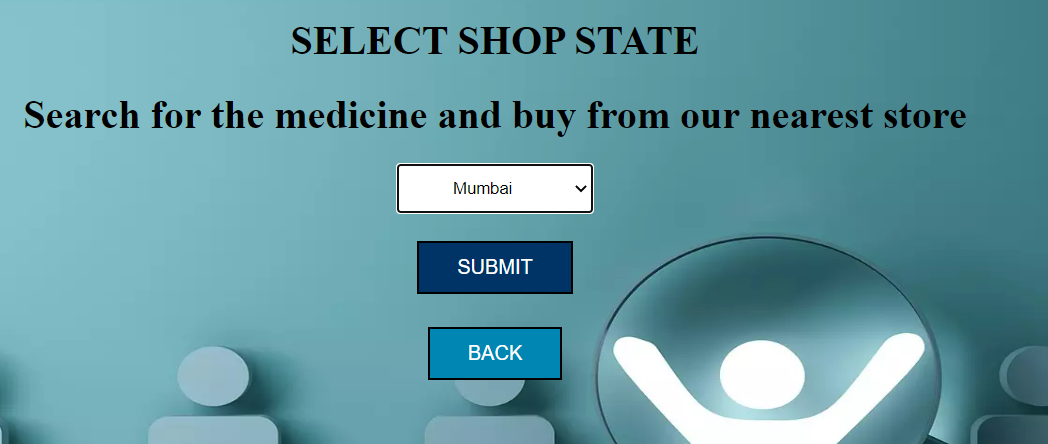 SELECT SHOP STATE
Search for the medicine and buy from our nearest store
Mumbai
SUBMIT
BACK